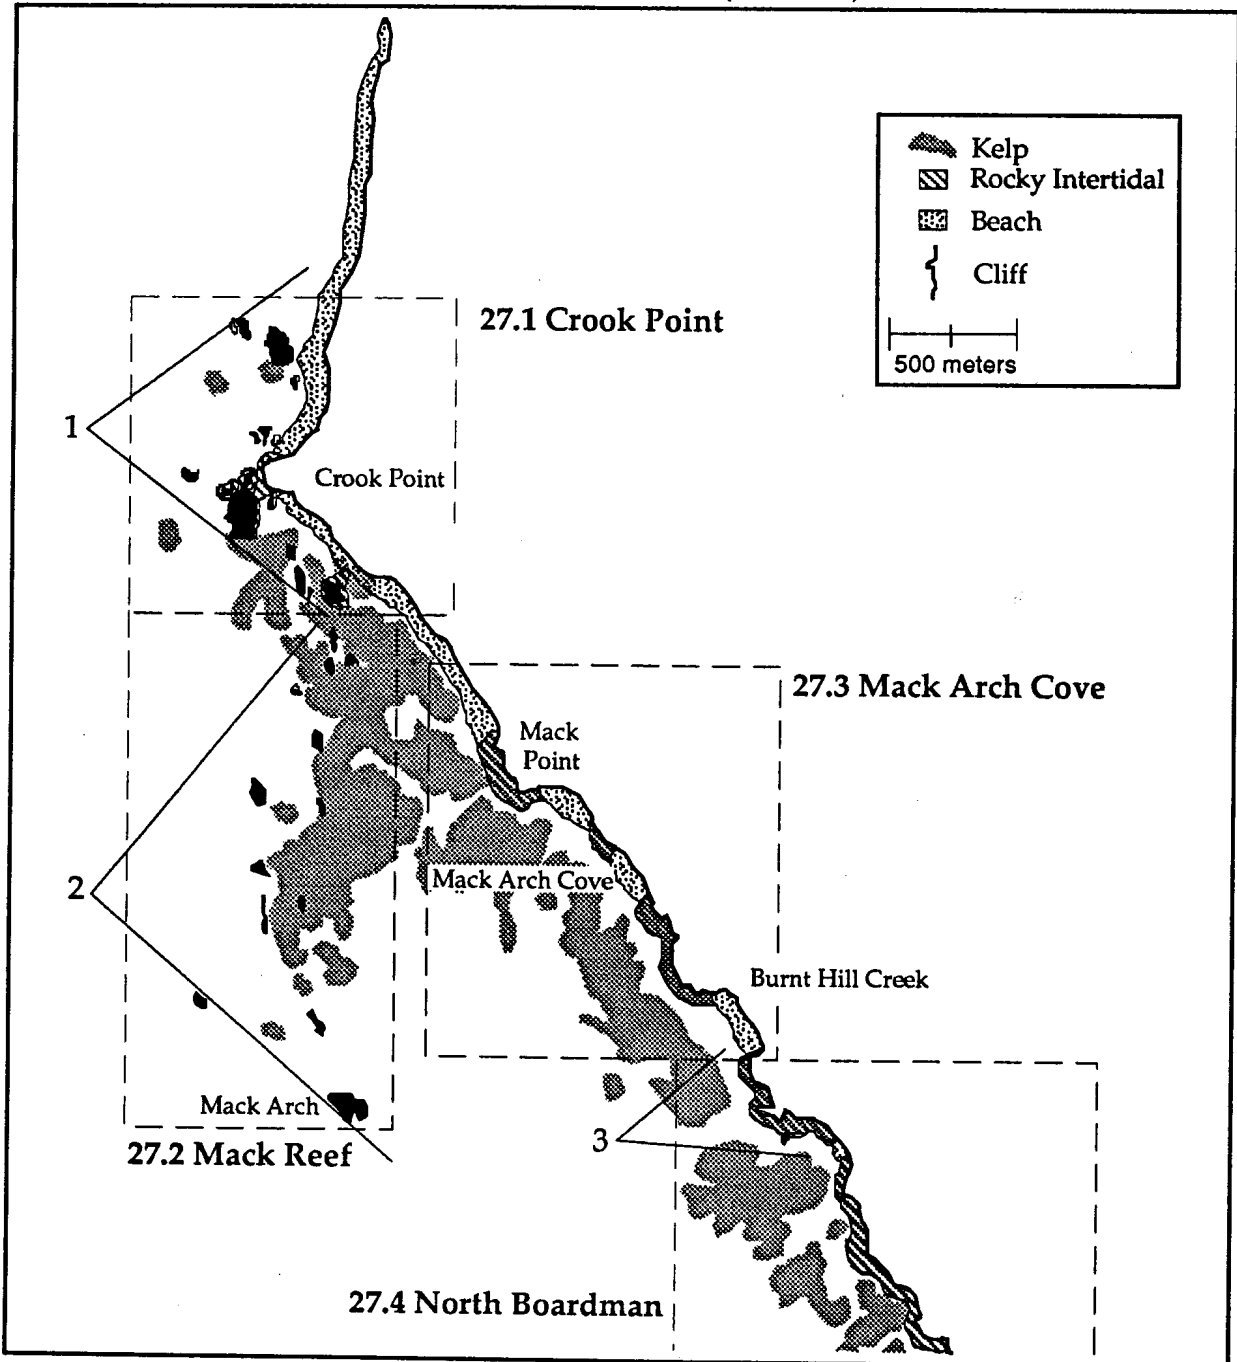 Kelp
Rocky Intertidal
Beach
Cliff
500 meters
27.1 Crook Point
1
Crook Point
27.3 Mack Arch Cove
Mack
Point
2
Mack Arch Cove
Burnt Hill Creek
Mack Arch
3
27.2 Mack Reef
27.4 North Boardman